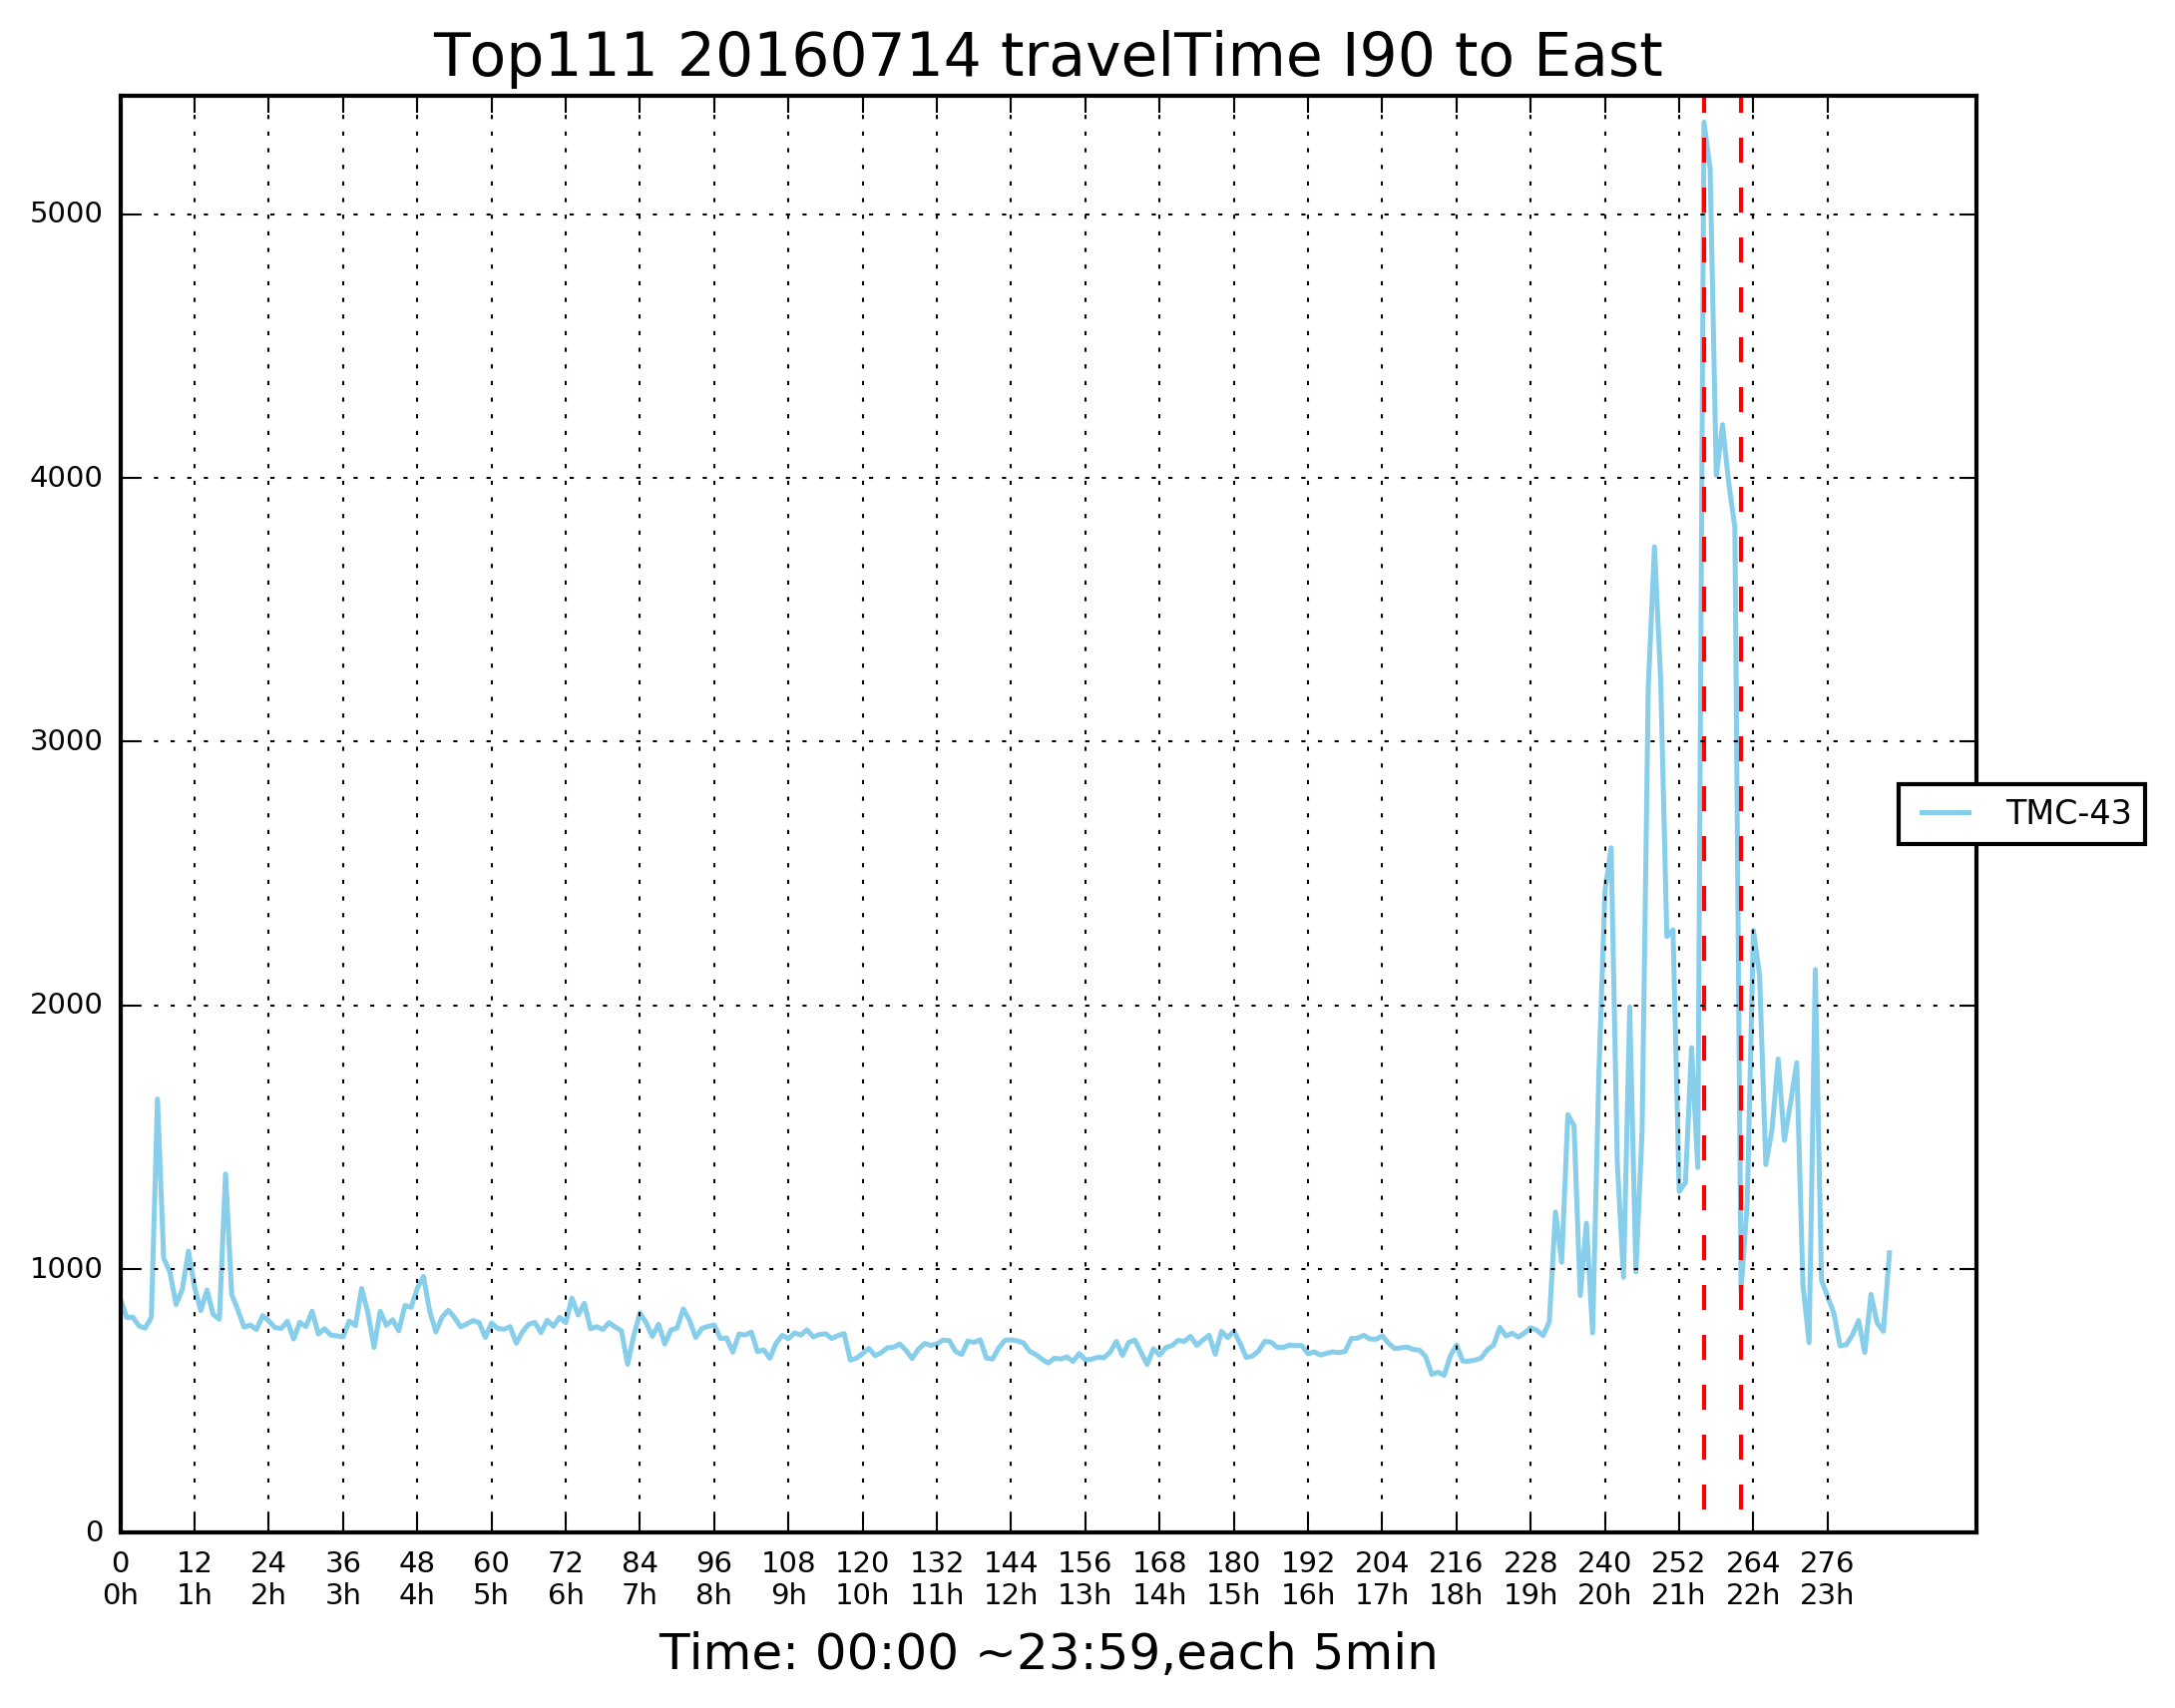 Top111 20160714 travelTime I90 to East
5000
4000
3000
2000
1000
0
TMC-43
0 12 24 36 48 60 72 84 96 108 120 132 144 156 168 180 192 204 216 228 240 252 264 276
0h 1h 2h 3h 4h 5h 6h 7h 8h 9h 10h 11h 12h 13h 14h 15h 16h 17h 18h 19h 20h 21h 22h 23h
Time: 00:00 ~23:59,each 5min